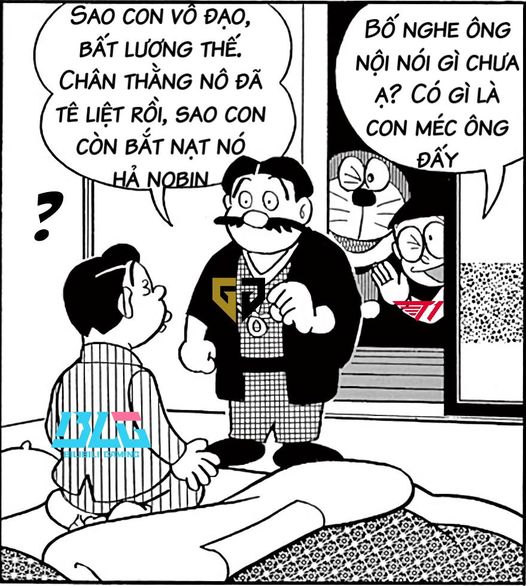 SAO CON VÔ ĐẠO,
BẤT LƯƠNG THẾ.
CHÂN THẰNG NÔ ĐÃ
TÊ LIỆT RỒI, SAO CON
CÒN BẮT NẠT NÓ
HẢ NOBIN
BỐ NGHE ÔNG
NỘI NÓI GÌ CHƯA
Ạ? CÓ GÌ LÀ
CON MÉC ÔNG
ĐẤY
?
T1
BLG
BILIBILI GAMING